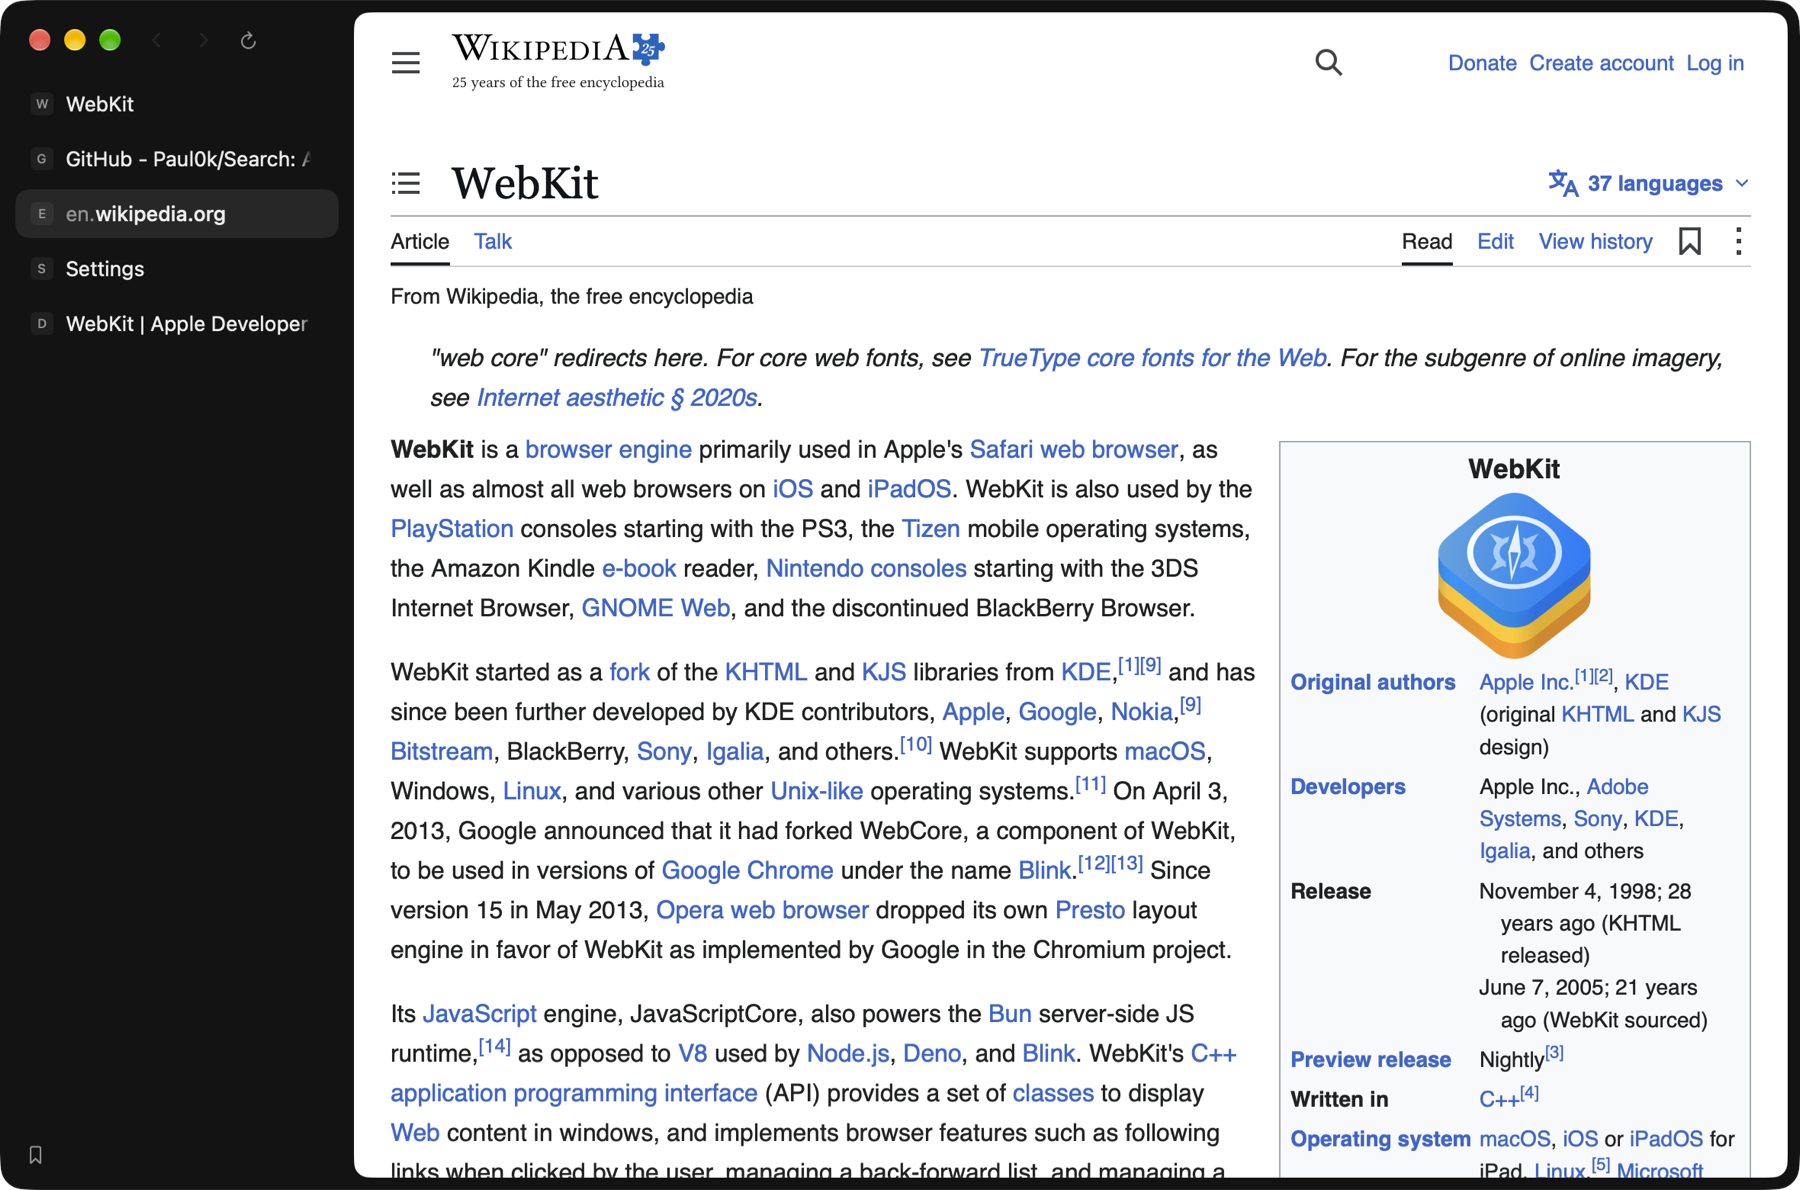 W WebKit
G GitHub - Paul0k/Search:
E en.wikipedia.org
S Settings
D WebKit | Apple Developer
WIKIPEDIA 25
25 years of the free encyclopedia
Donate Create account Log in
WebKit
37 languages
Article Talk
Read Edit View history
From Wikipedia, the free encyclopedia
"web core" redirects here. For core web fonts, see TrueType core fonts for the Web. For the subgenre of online imagery,
see Internet aesthetic § 2020s.
WebKit is a browser engine primarily used in Apple's Safari web browser, as
well as almost all web browsers on iOS and iPadOS. WebKit is also used by the
PlayStation consoles starting with the PS3, the Tizen mobile operating systems,
the Amazon Kindle e-book reader, Nintendo consoles starting with the 3DS
Internet Browser, GNOME Web, and the discontinued BlackBerry Browser.
WebKit started as a fork of the KHTML and KJS libraries from KDE,[1][9] and has
since been further developed by KDE contributors, Apple, Google, Nokia,[9]
Bitstream, BlackBerry, Sony, Igalia, and others.[10] WebKit supports macOS,
Windows, Linux, and various other Unix-like operating systems.[11] On April 3,
2013, Google announced that it had forked WebCore, a component of WebKit,
to be used in versions of Google Chrome under the name Blink.[12][13] Since
version 15 in May 2013, Opera web browser dropped its own Presto layout
engine in favor of WebKit as implemented by Google in the Chromium project.
Its JavaScript engine, JavaScriptCore, also powers the Bun server-side JS
runtime,[14] as opposed to V8 used by Node.js, Deno, and Blink. WebKit's C++
application programming interface (API) provides a set of classes to display
Web content in windows, and implements browser features such as following
links when clicked by the user, managing a back-forward list, and managing a
WebKit
Original authors Apple Inc.[1][2], KDE
(original KHTML and KJS
design)
Developers Apple Inc., Adobe
Systems, Sony, KDE,
Igalia, and others
Release November 4, 1998; 28
years ago (KHTML
released)
June 7, 2005; 21 years
ago (WebKit sourced)
Preview release Nightly[3]
Written in C++[4]
Operating system macOS, iOS or iPadOS for
iPad, Linux,[5] Microsoft